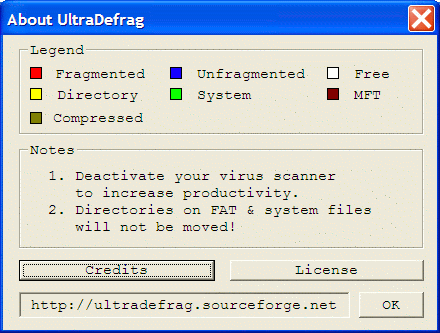 About UltraDefrag
Legend
Fragmented Unfragmented Free
Directory System MFT
Compressed
Notes
1. Deactivate your virus scanner
to increase productivity.
2. Directories on FAT & system files
will not be moved!
Credits License
http://ultradefrag.sourceforge.net OK